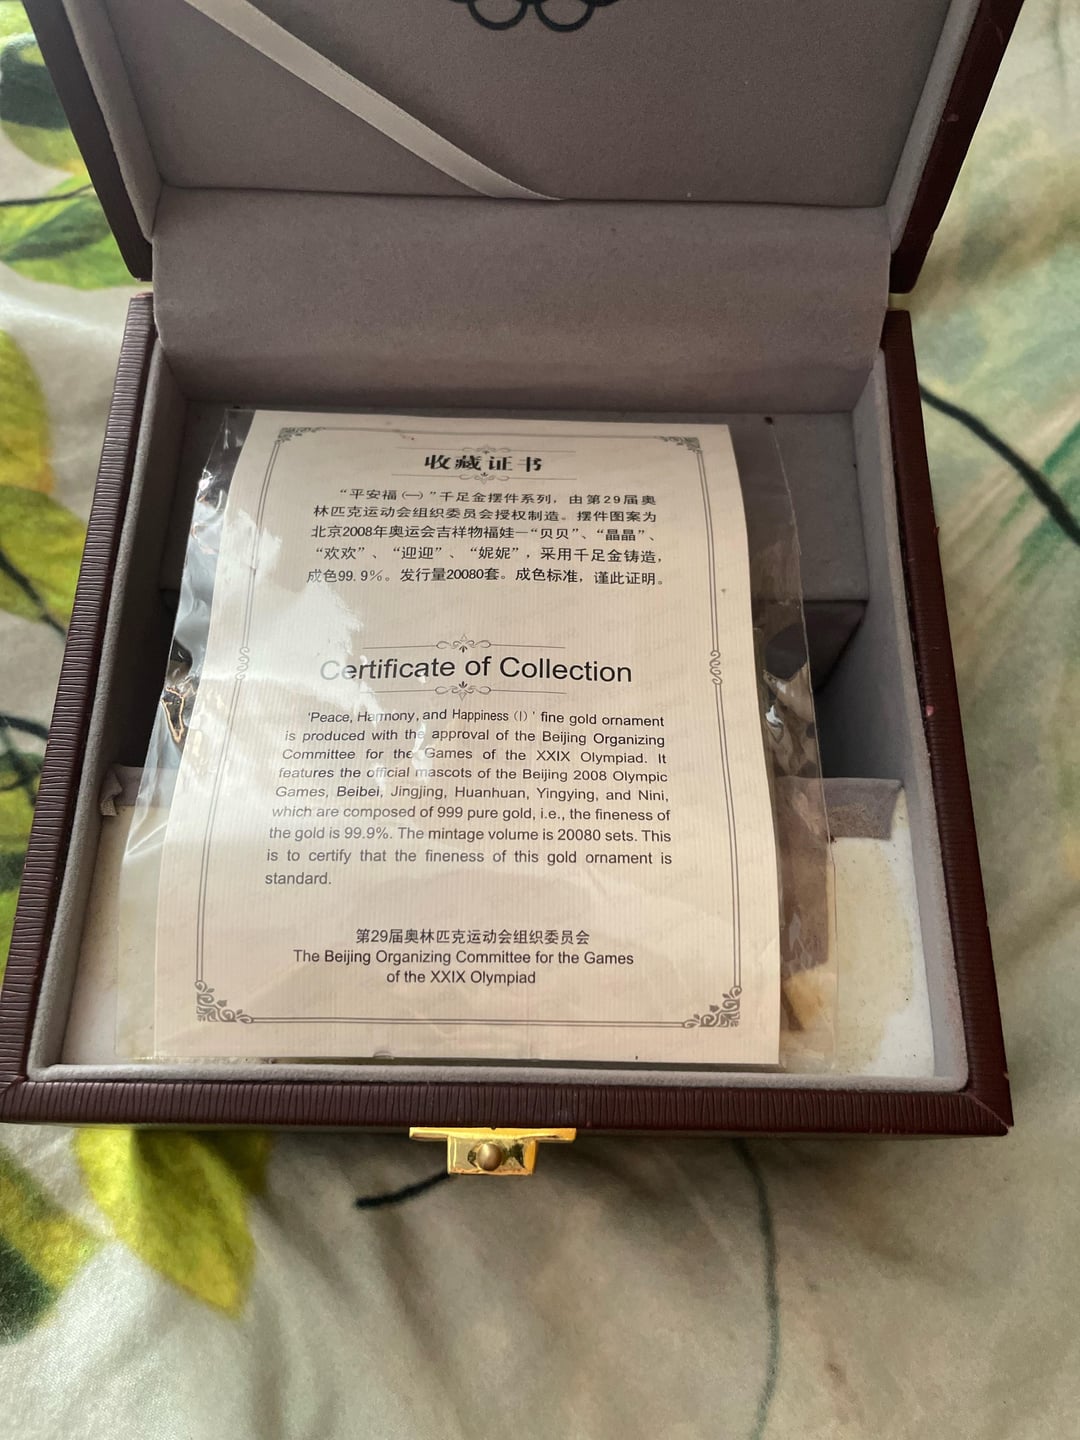 收藏证书
“平安福㈠”千足金摆件系列，由第29届奥
林匹克运动会组织委员会授权制造。摆件图案为
北京2008年奥运会吉祥物福娃—“贝贝”、“晶晶”、
“欢欢”、“迎迎”、“妮妮”，采用千足金铸造，
成色99.9%。发行量20080套。成色标准，谨此证明。
Certificate of Collection
'Peace, Harmony, and Happiness (Ⅰ)' fine gold ornament
is produced with the approval of the Beijing Organizing
Committee for the Games of the XXIX Olympiad. It
features the official mascots of the Beijing 2008 Olympic
Games, Beibei, Jingjing, Huanhuan, Yingying, and Nini,
which are composed of 999 pure gold, i.e., the fineness of
the gold is 99.9%. The mintage volume is 20080 sets. This
is to certify that the fineness of this gold ornament is
standard.
第29届奥林匹克运动会组织委员会
The Beijing Organizing Committee for the Games
of the XXIX Olympiad